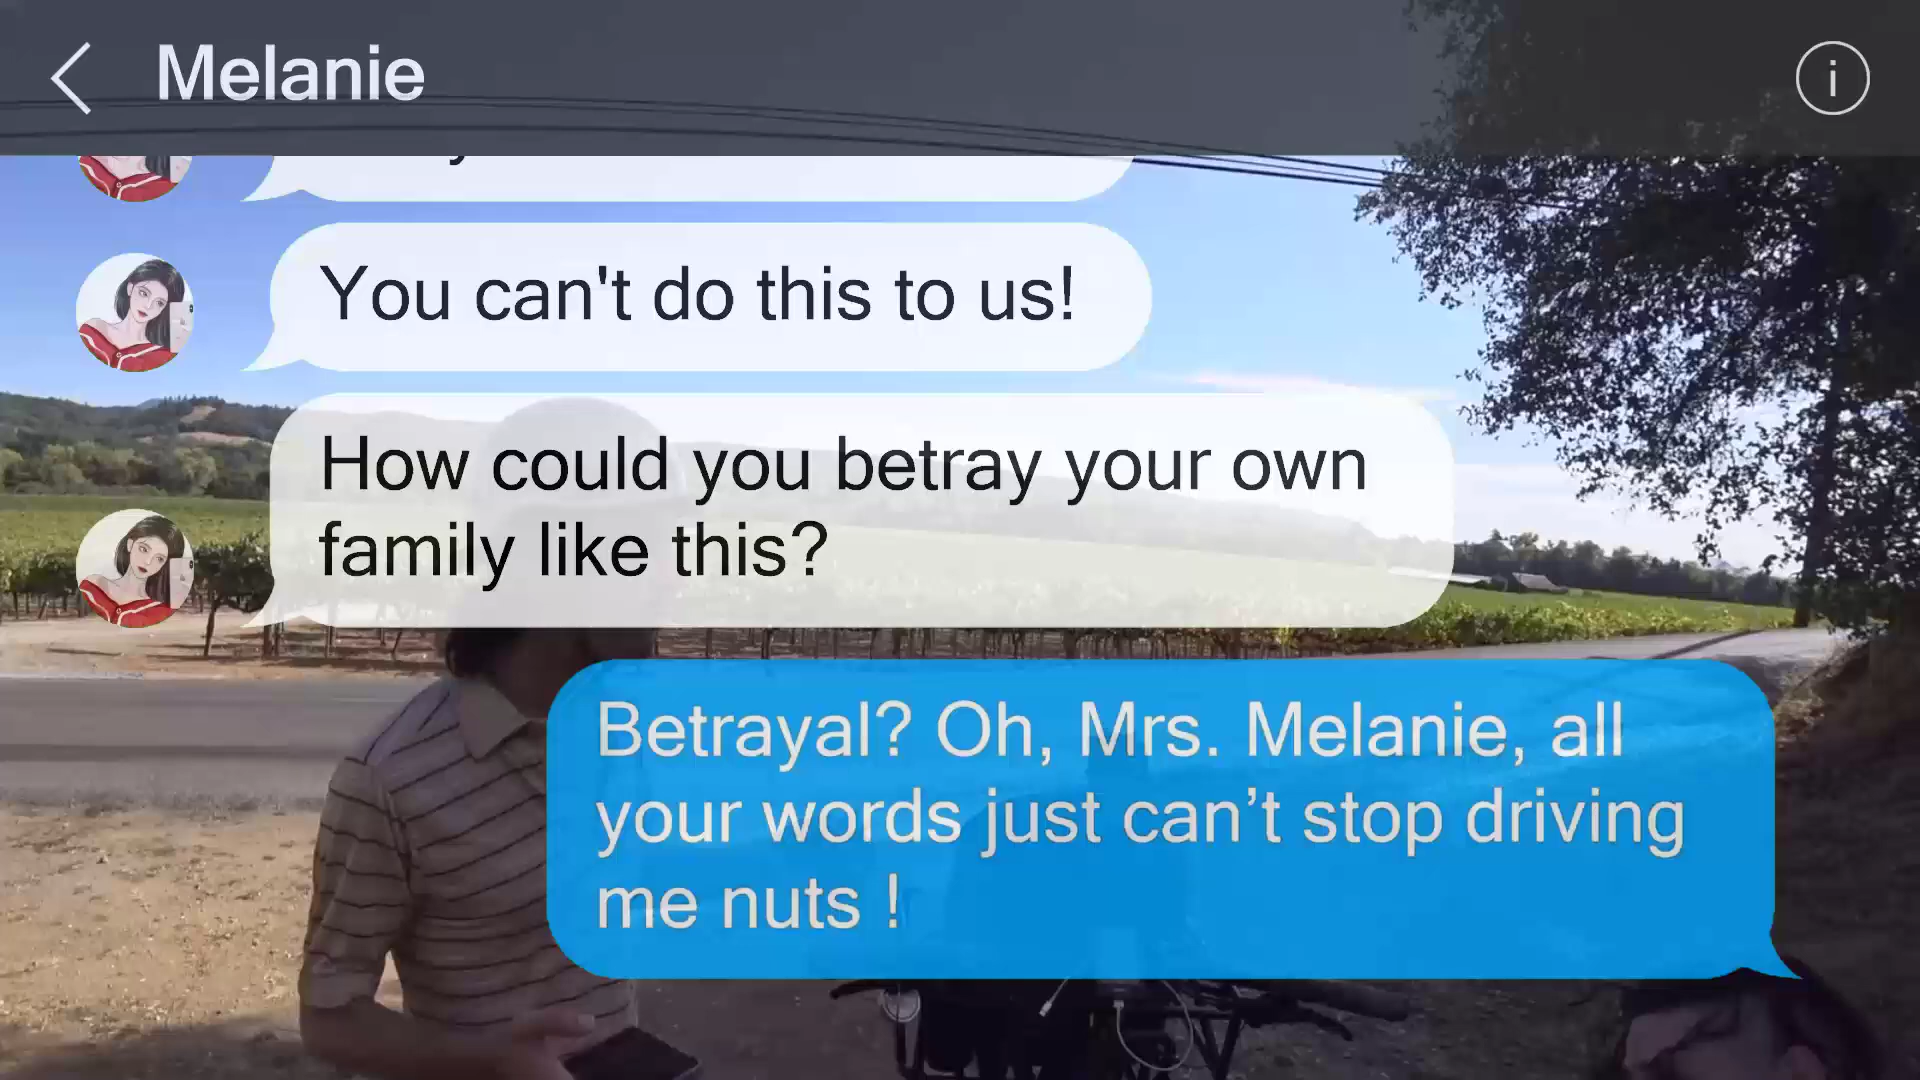 Melanie
You can't do this to us!
How could you betray your own
family like this?
Betrayal? Oh, Mrs. Melanie, all
your words just can’t stop driving
me nuts !